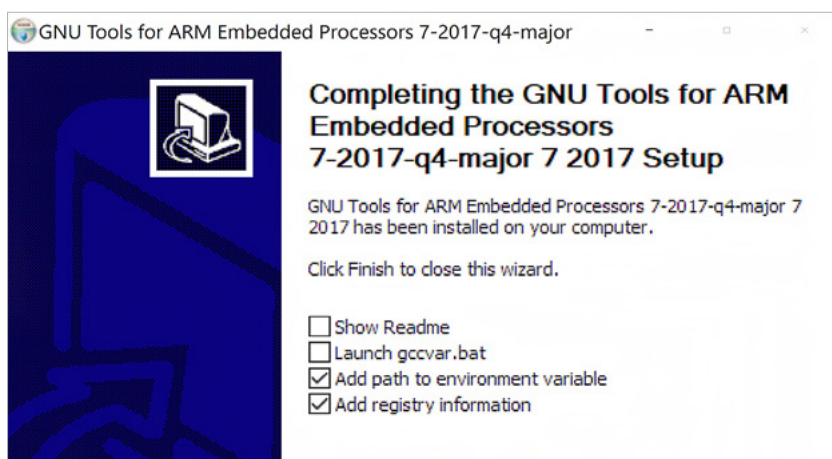 GNU Tools for ARM Embedded Processors 7-2017-q4-major
Completing the GNU Tools for ARM
Embedded Processors
7-2017-q4-major 7 2017 Setup
GNU Tools for ARM Embedded Processors 7-2017-q4-major 7
2017 has been installed on your computer.
Click Finish to close this wizard.
Show Readme
Launch gccvar.bat
Add path to environment variable
Add registry information